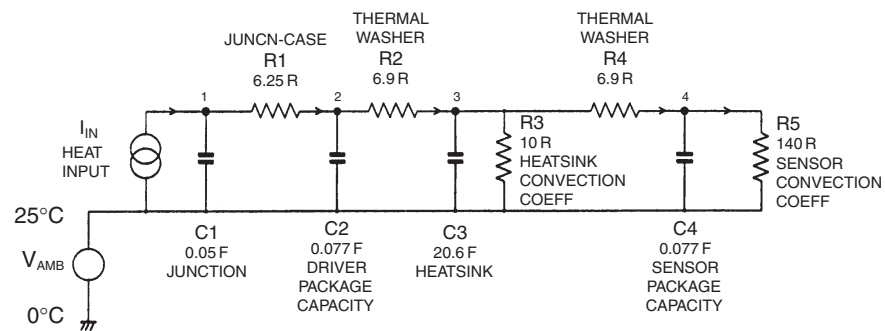 JUNCN-CASE
R1
6.25 R
THERMAL
WASHER
R2
6.9 R
THERMAL
WASHER
R4
6.9 R
1
2
3
4
I_IN
HEAT
INPUT
R3
10 R
HEATSINK
CONVECTION
COEFF
R5
140 R
SENSOR
CONVECTION
COEFF
25°C
V_AMB
0°C
C1
0.05 F
JUNCTION
C2
0.077 F
DRIVER
PACKAGE
CAPACITY
C3
20.6 F
HEATSINK
C4
0.077 F
SENSOR
PACKAGE
CAPACITY